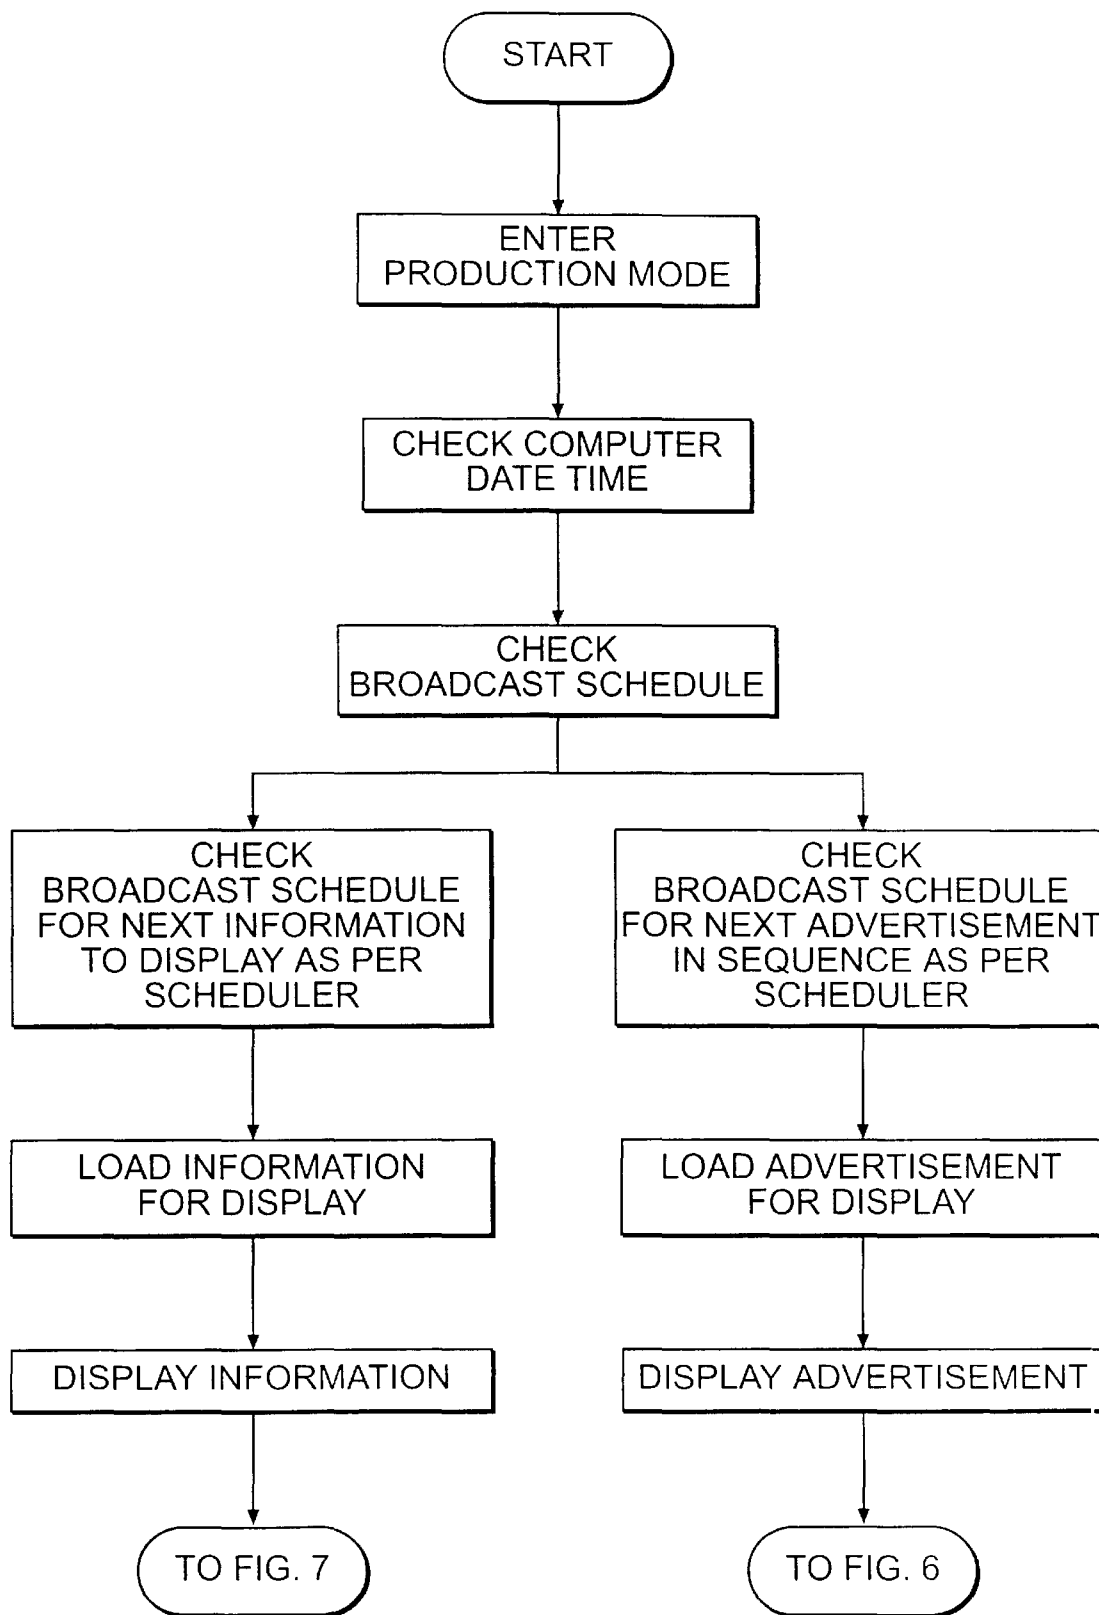 START
ENTER
PRODUCTION MODE
CHECK COMPUTER
DATE TIME
CHECK
BROADCAST SCHEDULE
CHECK
BROADCAST SCHEDULE
FOR NEXT INFORMATION
TO DISPLAY AS PER
SCHEDULER
CHECK
BROADCAST SCHEDULE
FOR NEXT ADVERTISEMENT
IN SEQUENCE AS PER
SCHEDULER
LOAD INFORMATION
FOR DISPLAY
LOAD ADVERTISEMENT
FOR DISPLAY
DISPLAY INFORMATION
DISPLAY ADVERTISEMENT
TO FIG. 7
TO FIG. 6